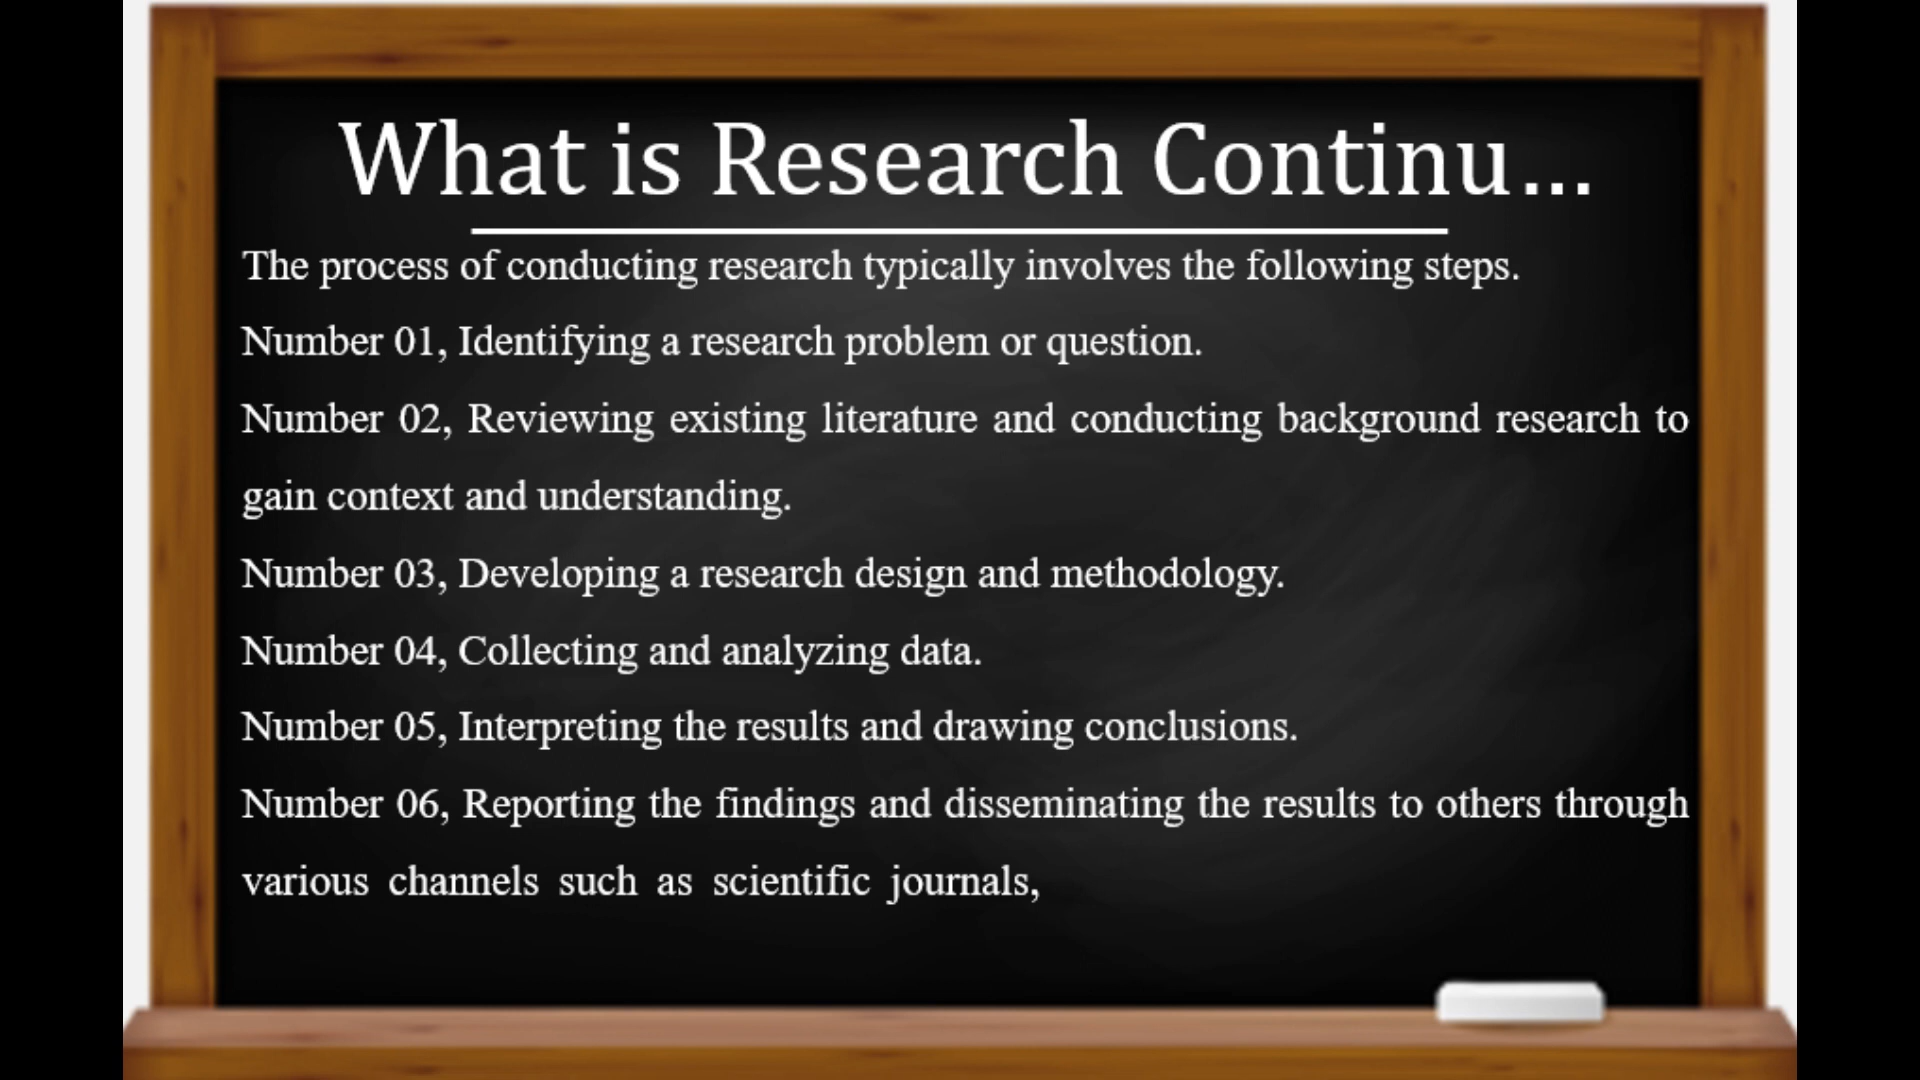 What is Research Continu...
The process of conducting research typically involves the following steps.
Number 01, Identifying a research problem or question.
Number 02, Reviewing existing literature and conducting background research to
gain context and understanding.
Number 03, Developing a research design and methodology.
Number 04, Collecting and analyzing data.
Number 05, Interpreting the results and drawing conclusions.
Number 06, Reporting the findings and disseminating the results to others through
various channels such as scientific journals,